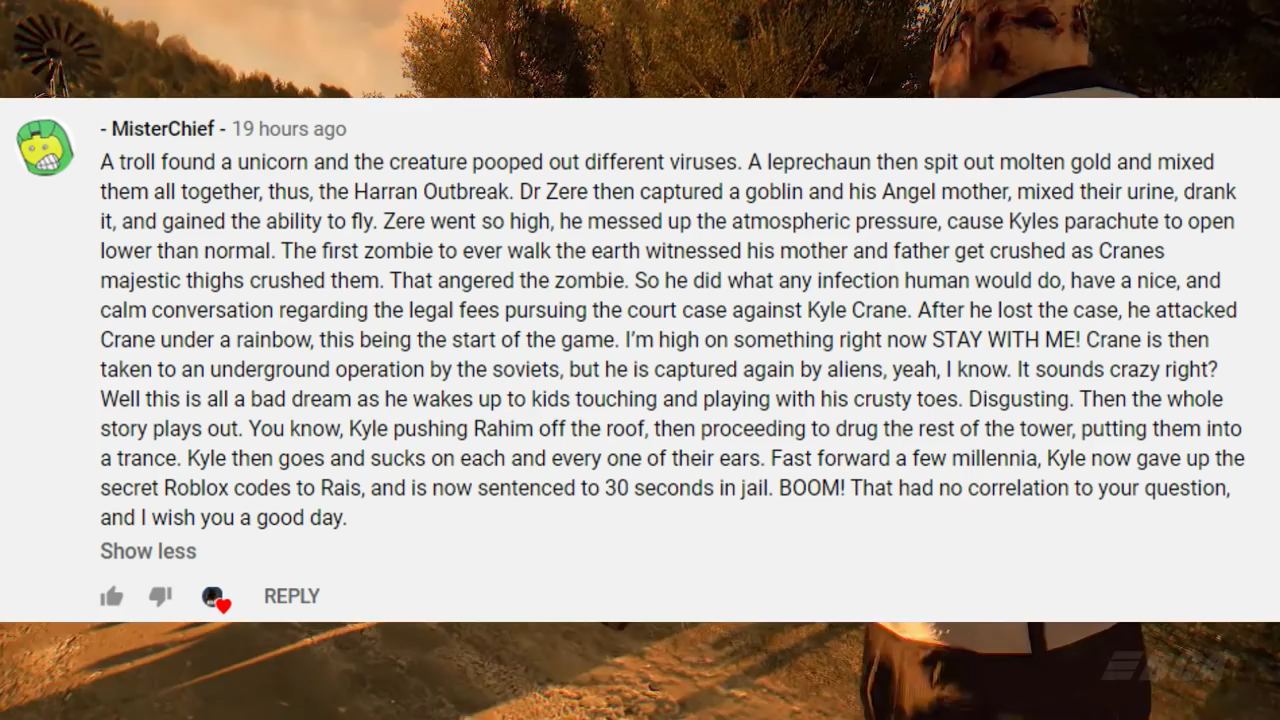 - MisterChief - 19 hours ago
A troll found a unicorn and the creature pooped out different viruses. A leprechaun then spit out molten gold and mixed
them all together, thus, the Harran Outbreak. Dr Zere then captured a goblin and his Angel mother, mixed their urine, drank
it, and gained the ability to fly. Zere went so high, he messed up the atmospheric pressure, cause Kyles parachute to open
lower than normal. The first zombie to ever walk the earth witnessed his mother and father get crushed as Cranes
majestic thighs crushed them. That angered the zombie. So he did what any infection human would do, have a nice, and
calm conversation regarding the legal fees pursuing the court case against Kyle Crane. After he lost the case, he attacked
Crane under a rainbow, this being the start of the game. I’m high on something right now STAY WITH ME! Crane is then
taken to an underground operation by the soviets, but he is captured again by aliens, yeah, I know. It sounds crazy right?
Well this is all a bad dream as he wakes up to kids touching and playing with his crusty toes. Disgusting. Then the whole
story plays out. You know, Kyle pushing Rahim off the roof, then proceeding to drug the rest of the tower, putting them into
a trance. Kyle then goes and sucks on each and every one of their ears. Fast forward a few millennia, Kyle now gave up the
secret Roblox codes to Rais, and is now sentenced to 30 seconds in jail. BOOM! That had no correlation to your question,
and I wish you a good day.
Show less
REPLY